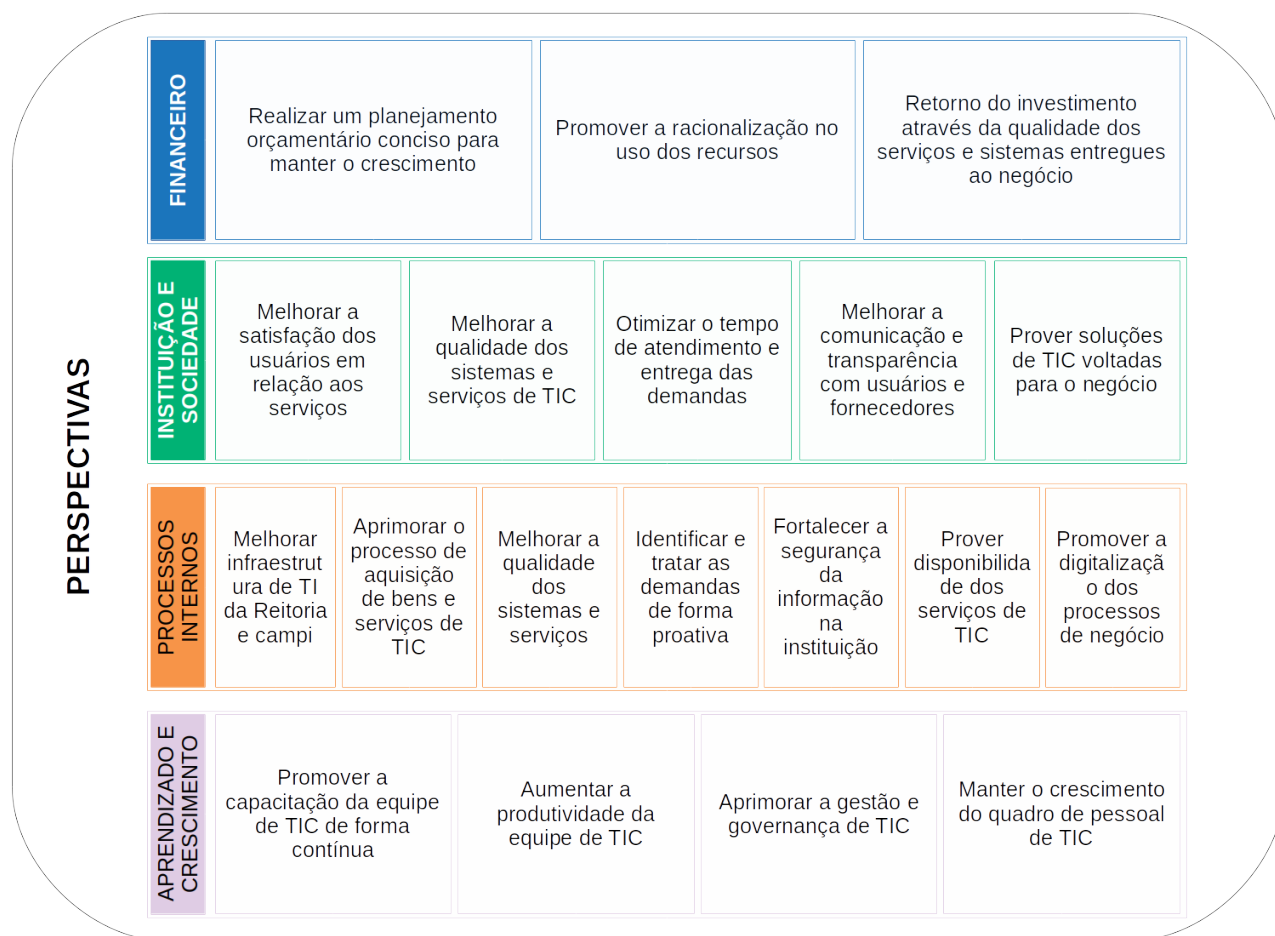 PERSPECTIVAS
FINANCEIRO
Realizar um planejamento
orçamentário conciso para
manter o crescimento
Promover a racionalização no
uso dos recursos
Retorno do investimento
através da qualidade dos
serviços e sistemas entregues
ao negócio
INSTITUIÇÃO E
SOCIEDADE
Melhorar a
satisfação dos
usuários em
relação aos
serviços
Melhorar a
qualidade dos
sistemas e
serviços de TIC
Otimizar o tempo
de atendimento e
entrega das
demandas
Melhorar a
comunicação e
transparência
com usuários e
fornecedores
Prover soluções
de TIC voltadas
para o negócio
PROCESSOS
INTERNOS
Melhorar
infraestrut
ura de TI
da Reitoria
e campi
Aprimorar o
processo de
aquisição
de bens e
serviços de
TIC
Melhorar a
qualidade
dos
sistemas e
serviços
Identificar e
tratar as
demandas
de forma
proativa
Fortalecer a
segurança
da
informação
na
instituição
Prover
disponibilida
de dos
serviços de
TIC
Promover a
digitalizaçã
o dos
processos
de negócio
APRENDIZADO E
CRESCIMENTO
Promover a
capacitação da equipe
de TIC de forma
contínua
Aumentar a
produtividade da
equipe de TIC
Aprimorar a gestão e
governança de TIC
Manter o crescimento
do quadro de pessoal
de TIC